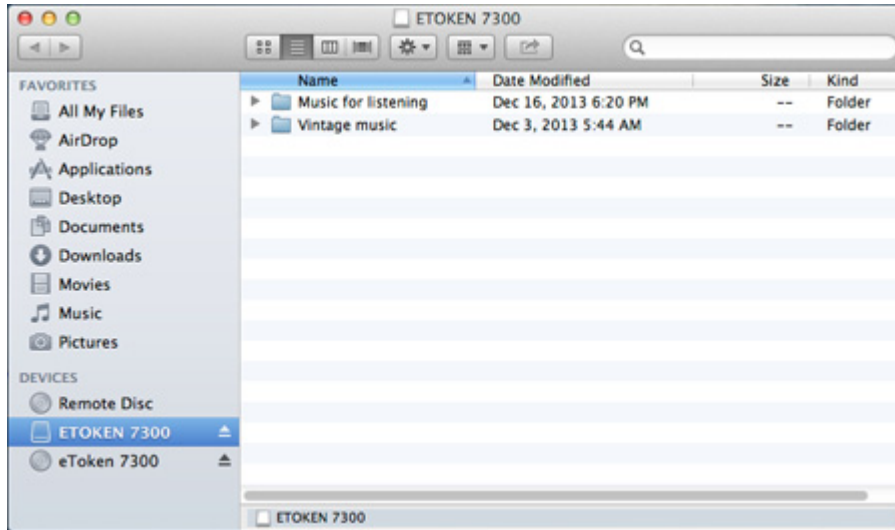 ETOKEN 7300
FAVORITES
All My Files
AirDrop
Applications
Desktop
Documents
Downloads
Movies
Music
Pictures
DEVICES
Remote Disc
ETOKEN 7300
eToken 7300
Name Date Modified Size Kind
Music for listening Dec 16, 2013 6:20 PM -- Folder
Vintage music Dec 3, 2013 5:44 AM -- Folder
ETOKEN 7300